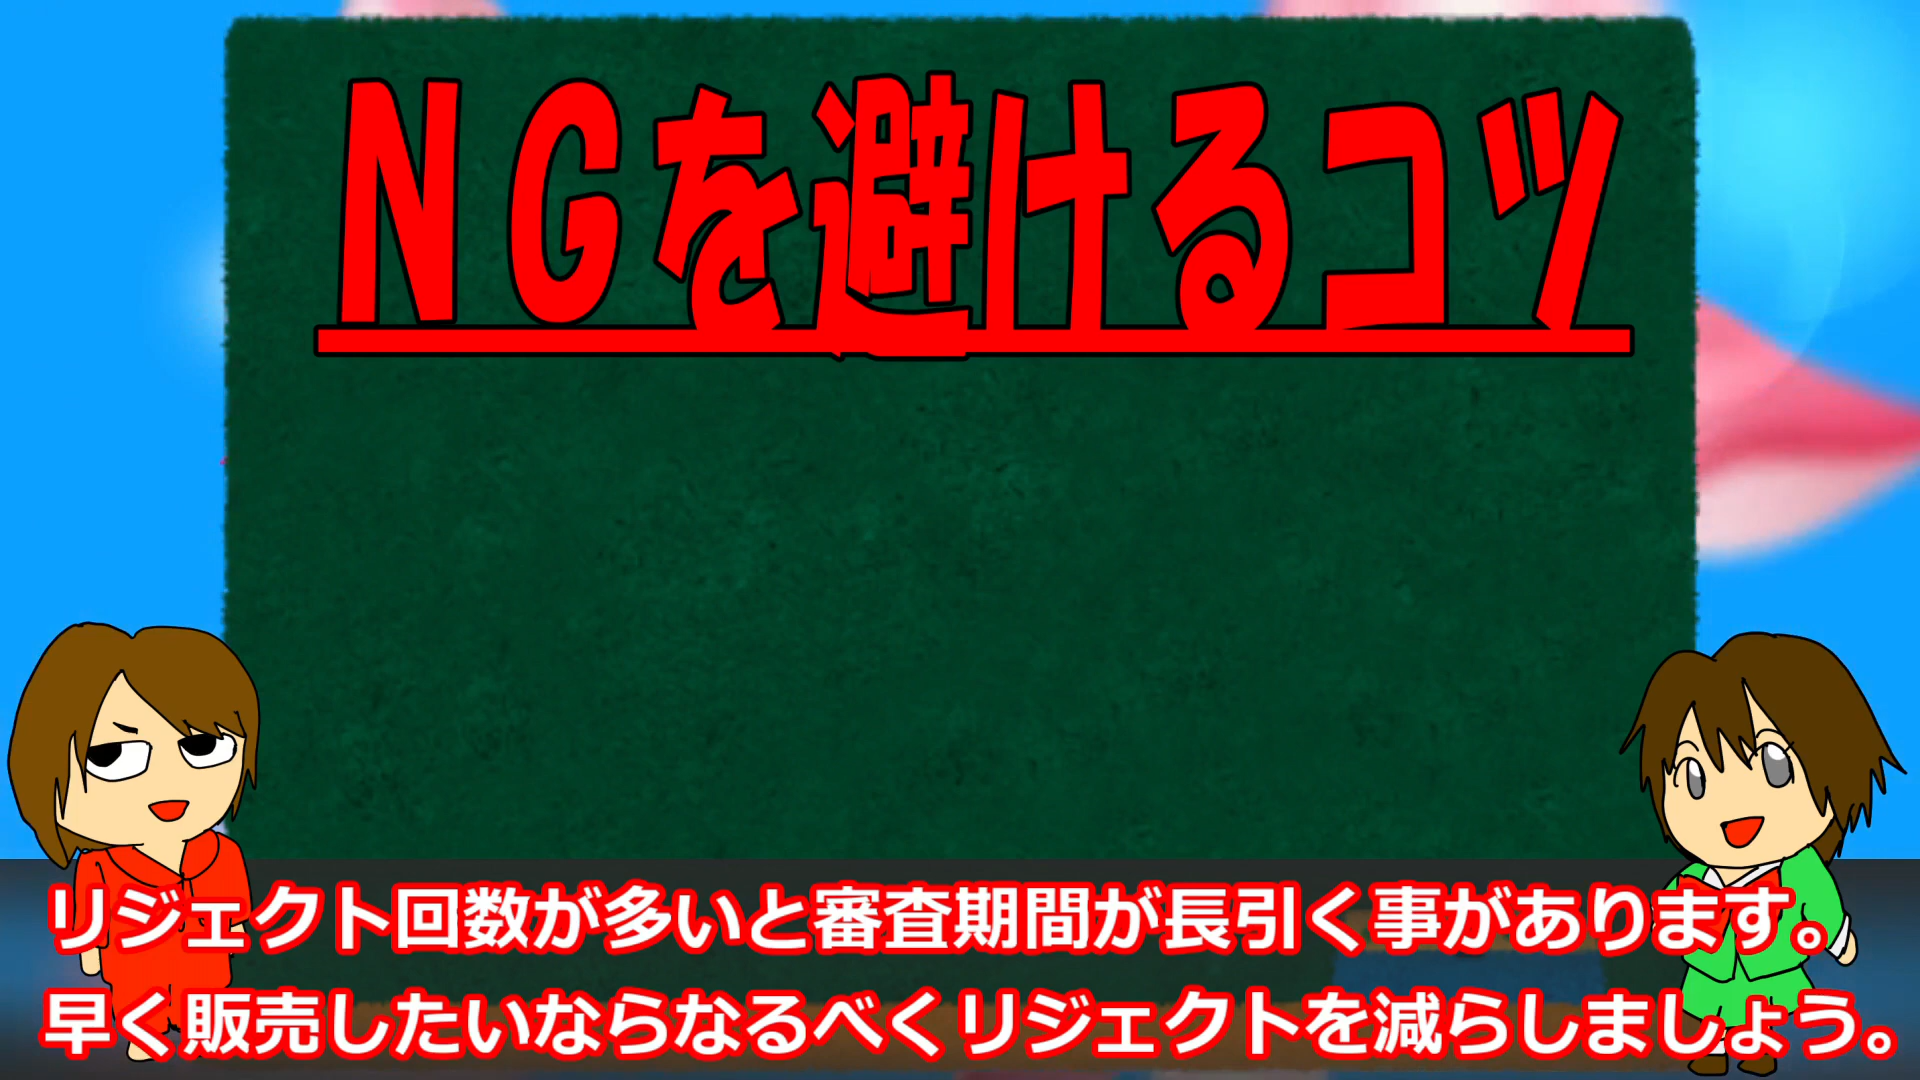 NGを避けるコツ
リジェクト回数が多いと審査期間が長引く事があります。
早く販売したいならなるべくリジェクトを減らしましょう。